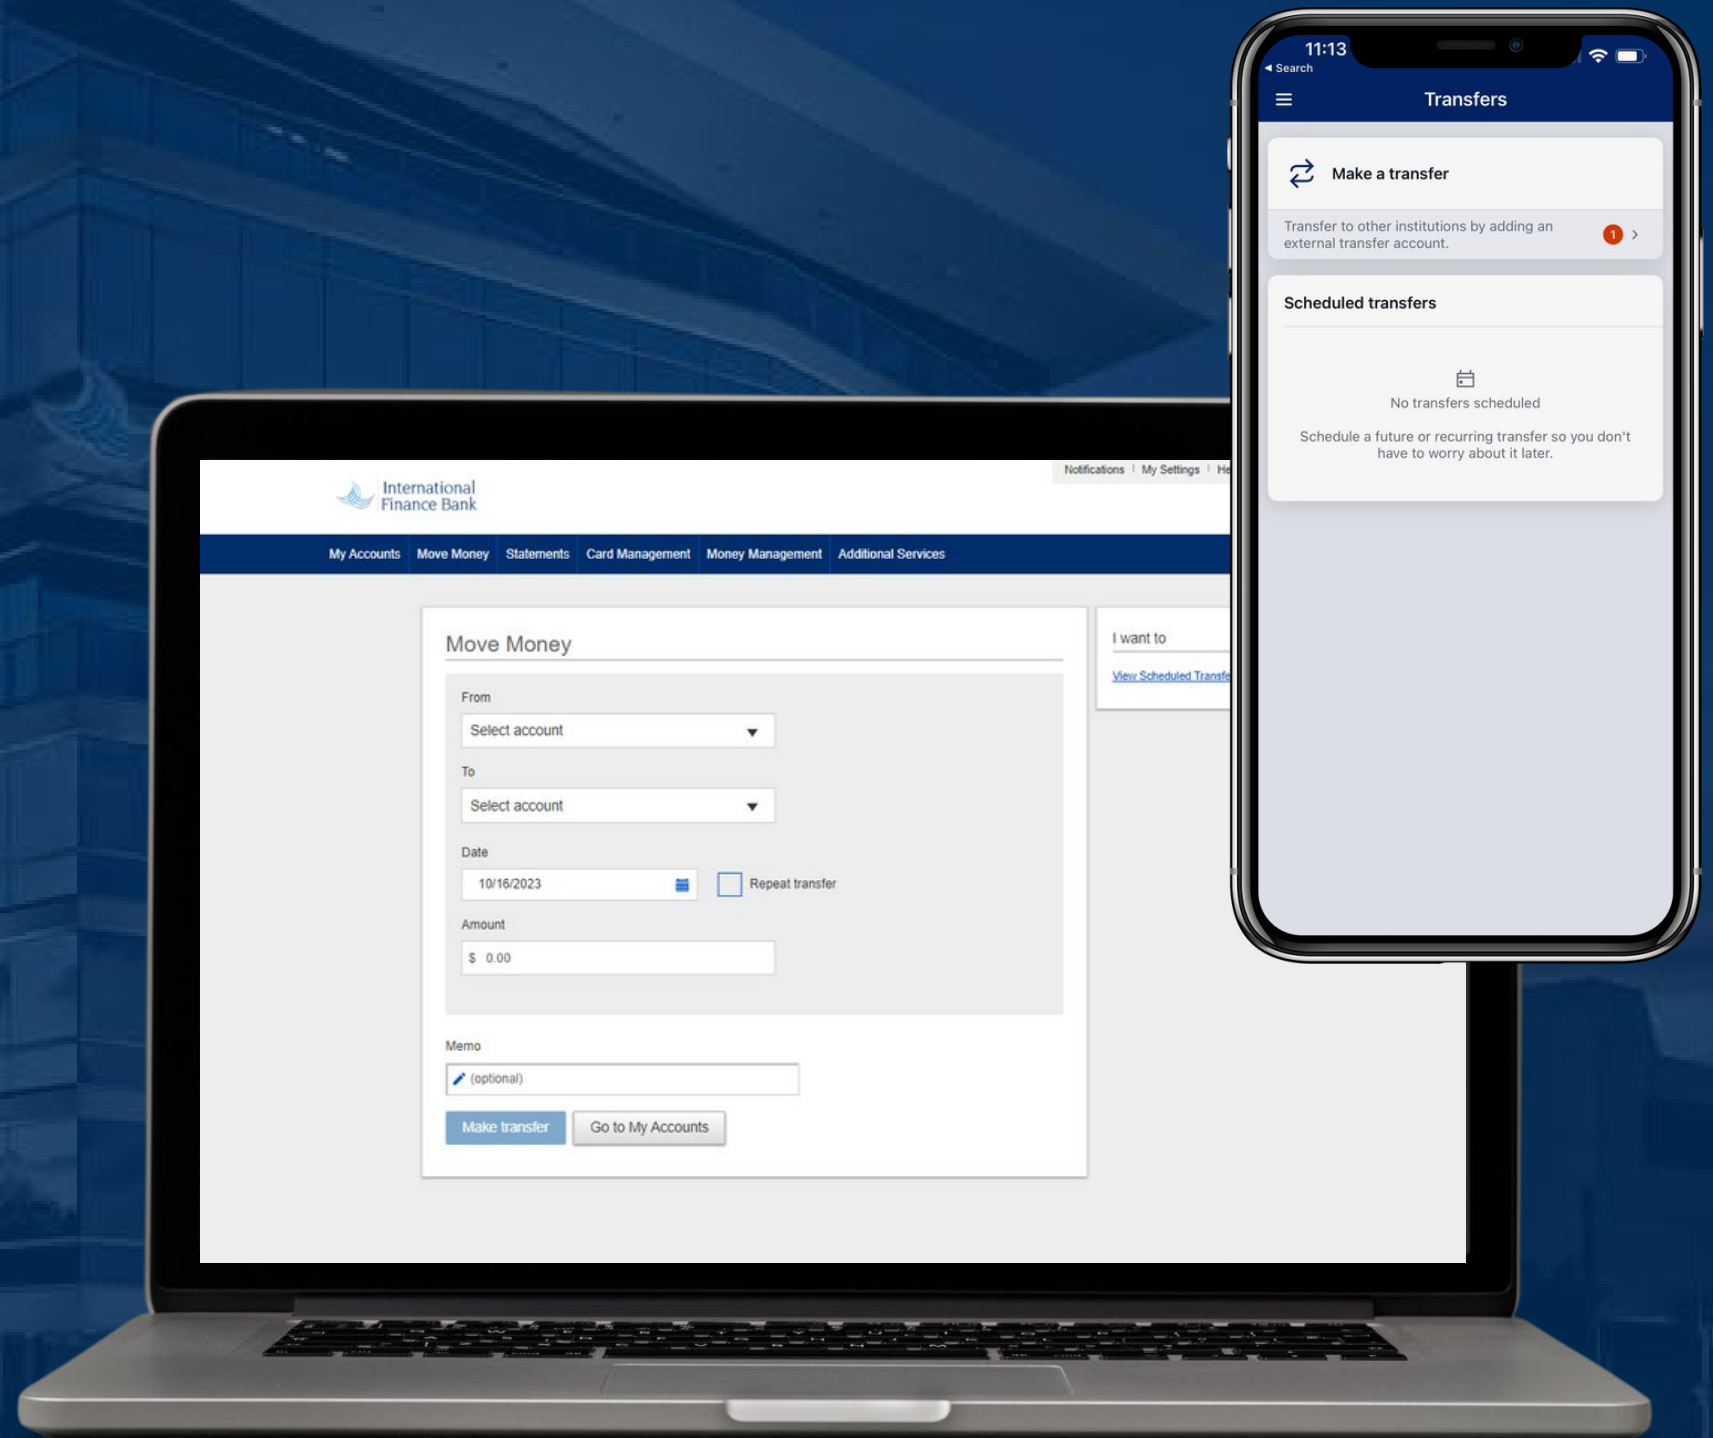 11:13
Search
Transfers
Make a transfer
Transfer to other institutions by adding an
external transfer account.
1
Scheduled transfers
No transfers scheduled
Schedule a future or recurring transfer so you don't
have to worry about it later.
International
Finance Bank
Notifications My Settings
My Accounts Move Money Statements Card Management Money Management Additional Services
Move Money
From
Select account
To
Select account
Date
10/16/2023
Repeat transfer
Amount
$ 0.00
Memo
(optional)
Make transfer Go to My Accounts
I want to
View Scheduled